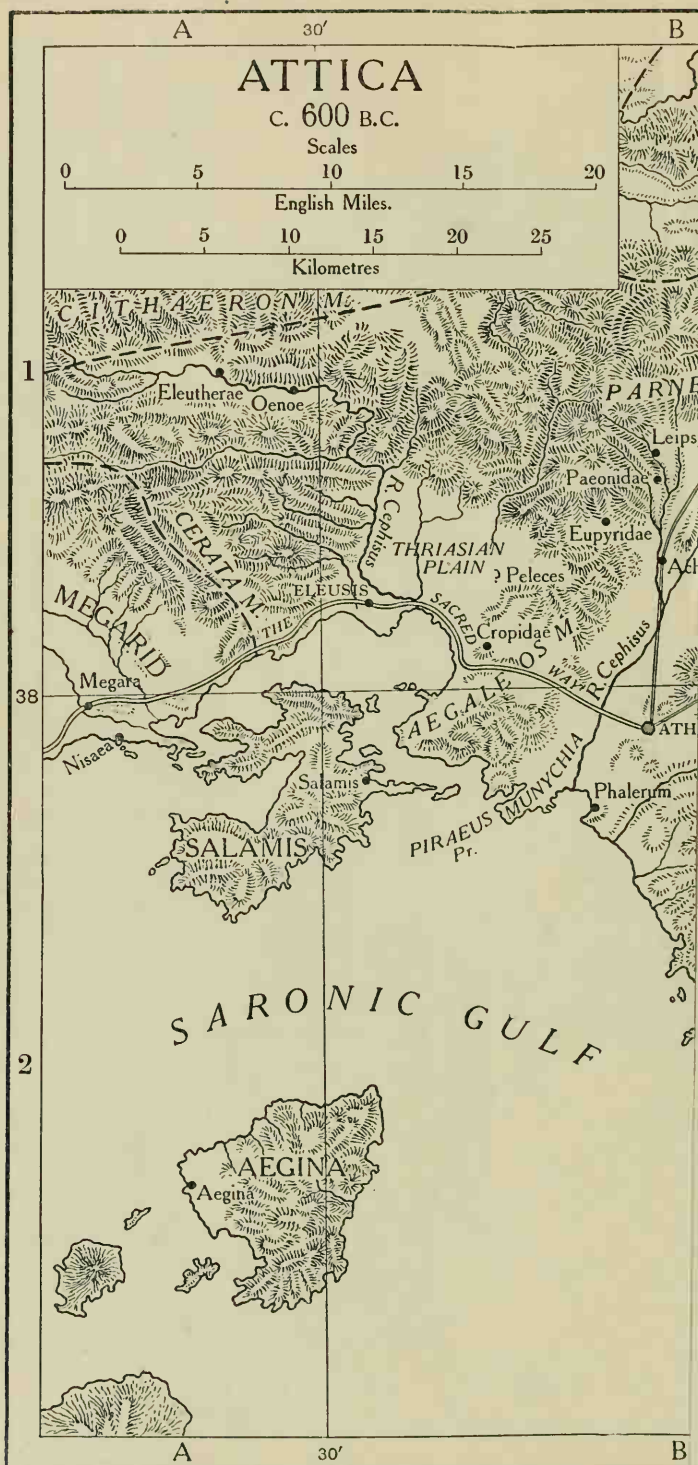 A 30′ B
ATTICA
C. 600 B.C.
Scales
0 5 10 15 20
English Miles.
0 5 10 15 20 25
Kilometres
CITHAERON M.
1
Eleutherae
Oenoe
PARNE
Leips
Paeonidae
R. Cephisus
Eupyridae
CERATA M.
THRIASIAN
PLAIN
Ach
? Peleces
MEGARID
ELEUSIS
THE SACRED WAY
Cropidae
R. Cephisus
Megara
38
AEGALEOS M.
ATH
Nisaea
Salamis
Phalerum
SALAMIS
PIRAEUS
Pr.
MUNYCHIA
SARONIC GULF
2
AEGINA
Aegina
A 30′ B